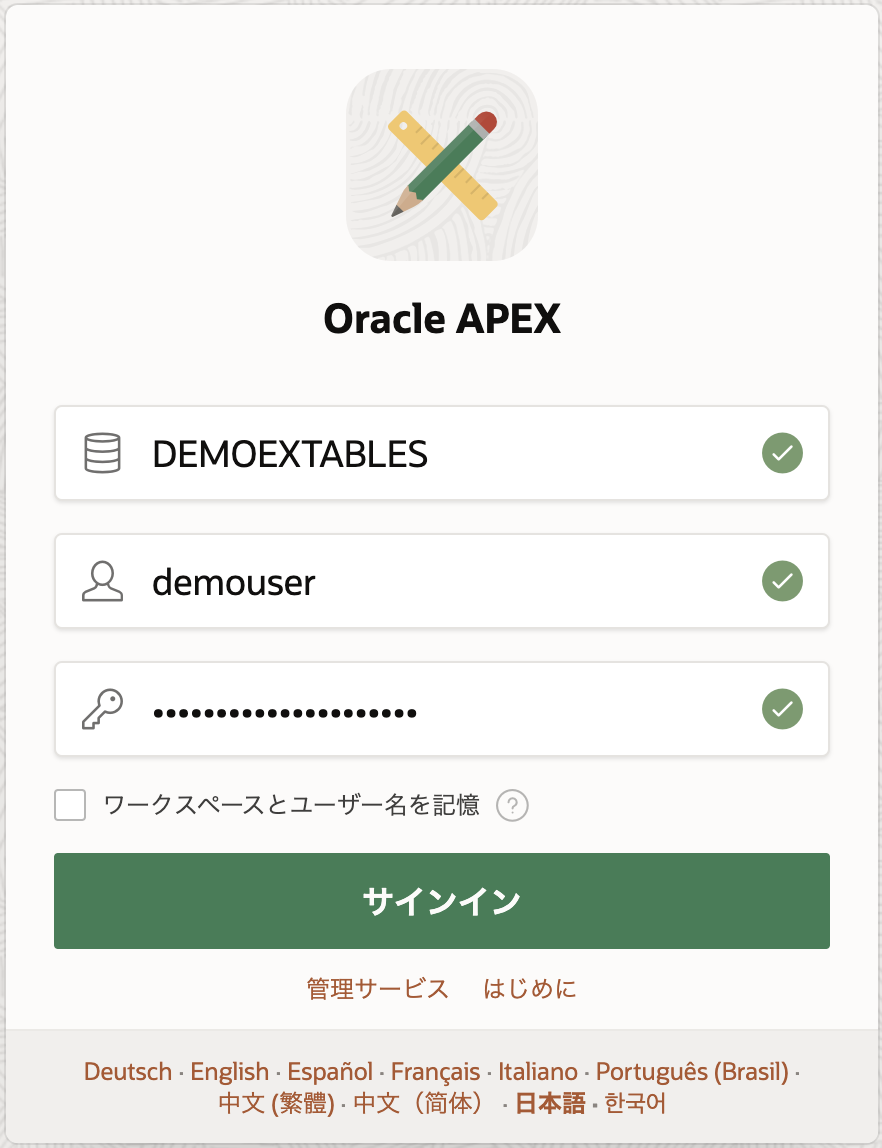 Oracle APEX
DEMOEXTABLES
demouser
•••••••••••••••••••••
ワークスペースとユーザー名を記憶 ?
サインイン
管理サービス はじめに
Deutsch · English · Español · Français · Italiano · Português (Brasil) ·
中文 (繁體) · 中文（简体） · 日本語 · 한국어